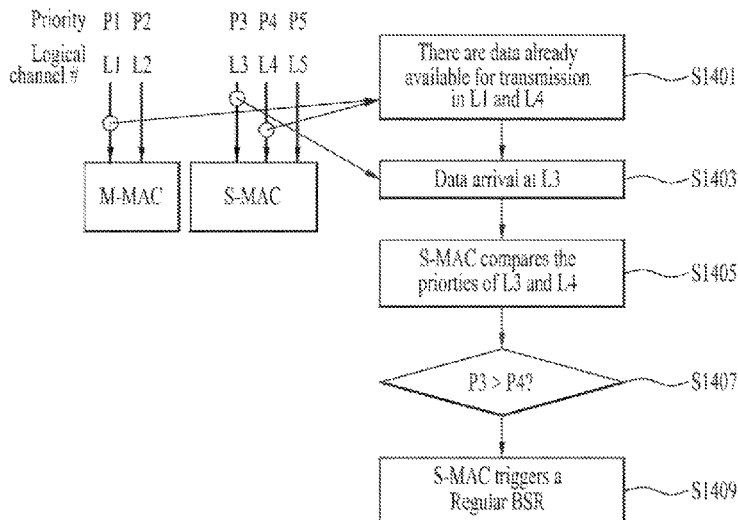 Priority P1 P2 P3 P4 P5
Logical
channel # L1 L2 L3 L4 L5
M-MAC
S-MAC
There are data already
available for transmission
in L1 and L4
S1401
Data arrival at L3
S1403
S-MAC compares the
priorties of L3 and L4
S1405
P3 > P4?
S1407
S-MAC triggers a
Regular BSR
S1409